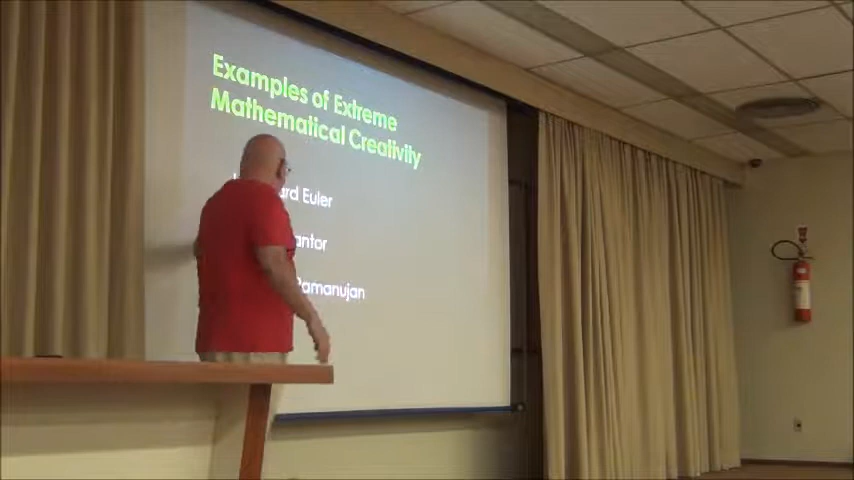 Examples of Extreme
Mathematical Creativity
ard Euler
antor
Ramanujan